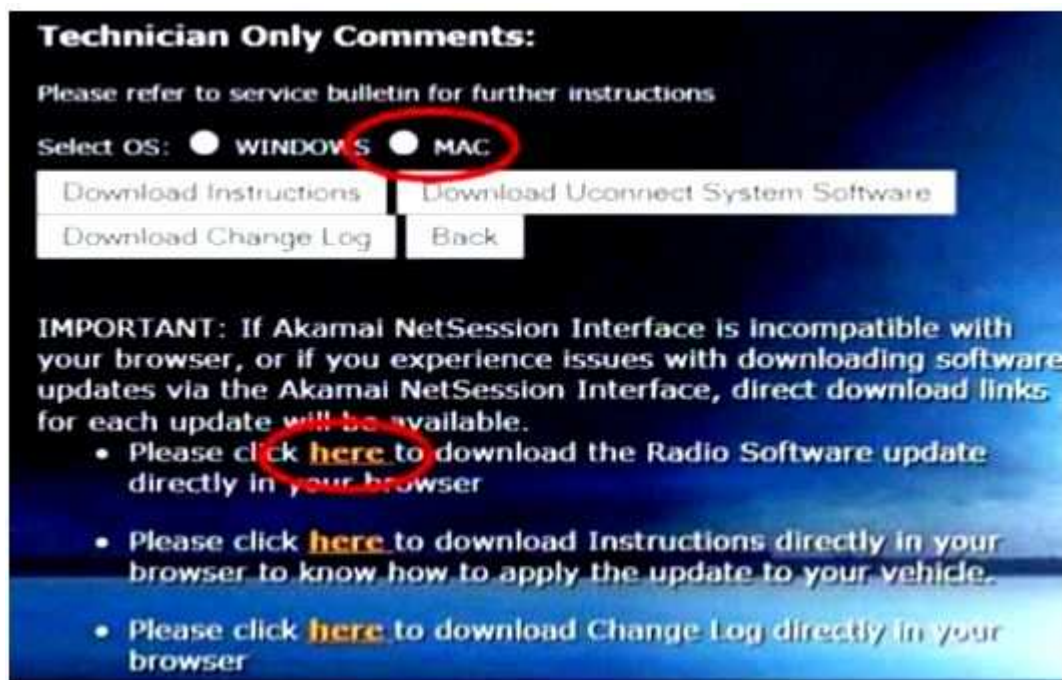 Technician Only Comments:
Please refer to service bulletin for further instructions
Select OS: WINDOWS MAC
Download Instructions Download Uconnect System Software
Download Change Log Back
IMPORTANT: If Akamai NetSession Interface is incompatible with
your browser, or if you experience issues with downloading software
updates via the Akamai NetSession Interface, direct download links
for each update will be available.
• Please click here to download the Radio Software update
directly in your browser
• Please click here to download Instructions directly in your
browser to know how to apply the update to your vehicle.
• Please click here to download Change Log directly in your
browser